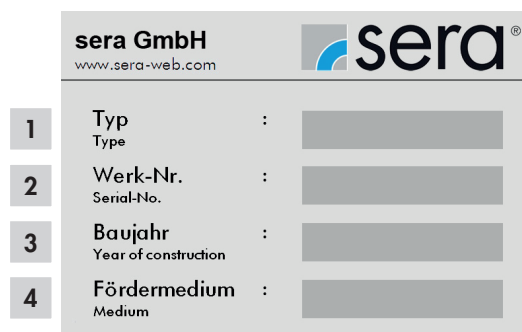 sera GmbH
www.sera-web.com
sera®
1 Typ :
Type
2 Werk-Nr. :
Serial-No.
3 Baujahr :
Year of construction
4 Fördermedium :
Medium